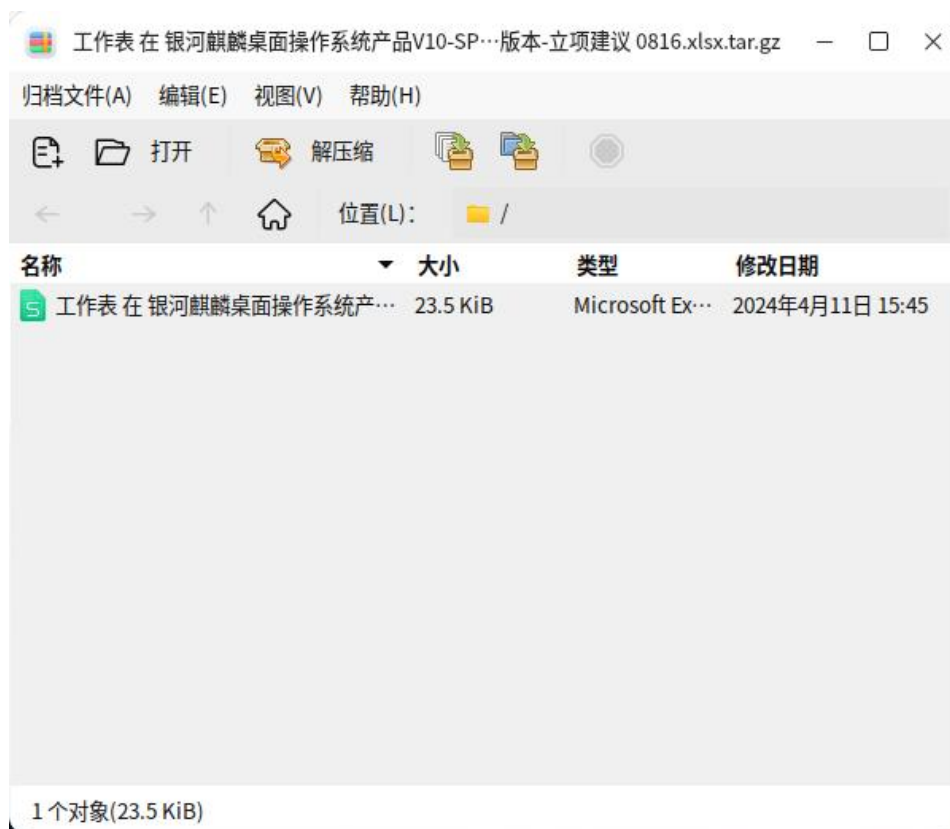 工作表 在 银河麒麟桌面操作系统产品V10-SP···版本-立项建议 0816.xlsx.tar.gz
归档文件(A) 编辑(E) 视图(V) 帮助(H)
打开 解压缩
位置(L): /
名称 大小 类型 修改日期
工作表 在 银河麒麟桌面操作系统产··· 23.5 KiB Microsoft Ex··· 2024年4月11日 15:45
1 个对象(23.5 KiB)